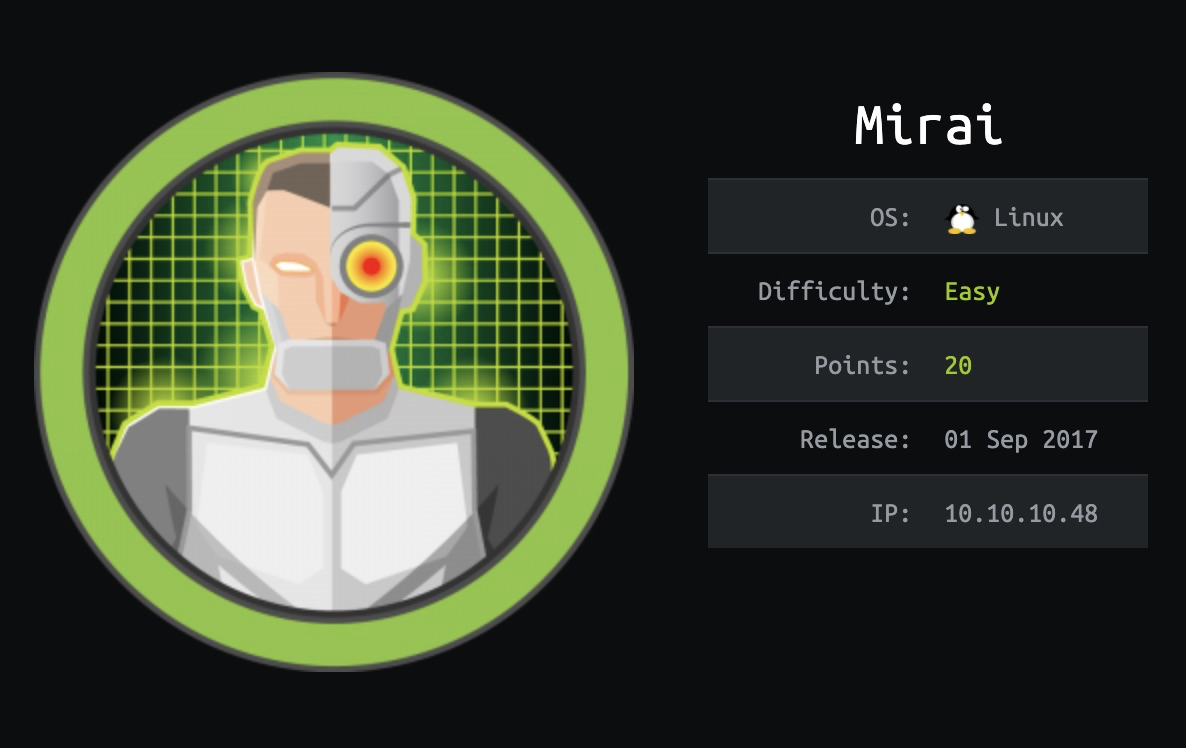 Mirai
OS: Linux
Difficulty: Easy
Points: 20
Release: 01 Sep 2017
IP: 10.10.10.48